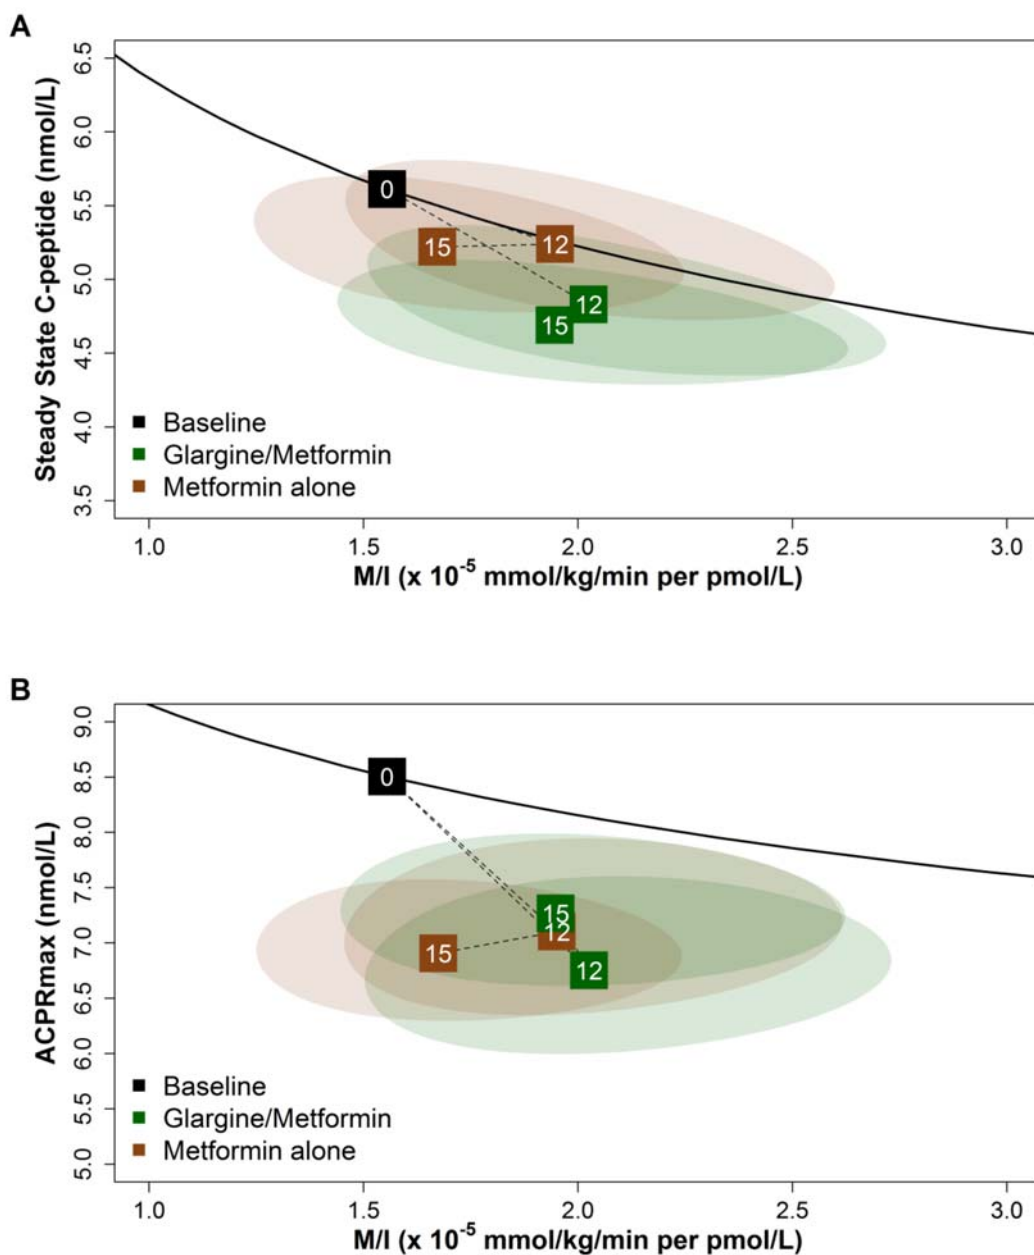 A
Steady State C-peptide (nmol/L)
6.5
6.0
5.5
5.0
4.5
4.0
3.5
0
15
12
12
15
Baseline
Glargine/Metformin
Metformin alone
1.0 1.5 2.0 2.5 3.0
M/I (x 10⁻⁵ mmol/kg/min per pmol/L)
B
ACPRmax (nmol/L)
9.0
8.5
8.0
7.5
7.0
6.5
6.0
5.5
5.0
0
15
12
15
12
Baseline
Glargine/Metformin
Metformin alone
1.0 1.5 2.0 2.5 3.0
M/I (x 10⁻⁵ mmol/kg/min per pmol/L)